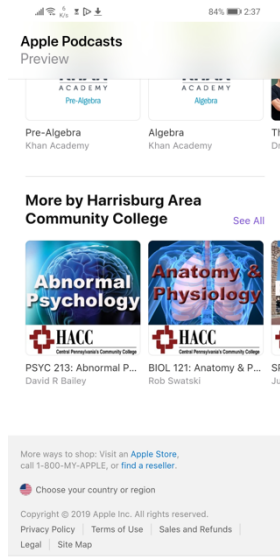 6
K/s
84% 2:37
Apple Podcasts
Preview
ACADEMY
Pre-Algebra
ACADEMY
Algebra
Pre-Algebra
Khan Academy
Algebra
Khan Academy
More by Harrisburg Area
Community College
See All
Abnormal
Psychology
HACC
Central Pennsylvania's Community College
Anatomy &
Physiology
HACC
Central Pennsylvania's Community College
PSYC 213: Abnormal P...
David R Bailey
BIOL 121: Anatomy & P...
Rob Swatski
More ways to shop: Visit an Apple Store,
call 1-800-MY-APPLE, or find a reseller.
Choose your country or region
Copyright © 2019 Apple Inc. All rights reserved.
Privacy Policy Terms of Use Sales and Refunds
Legal Site Map